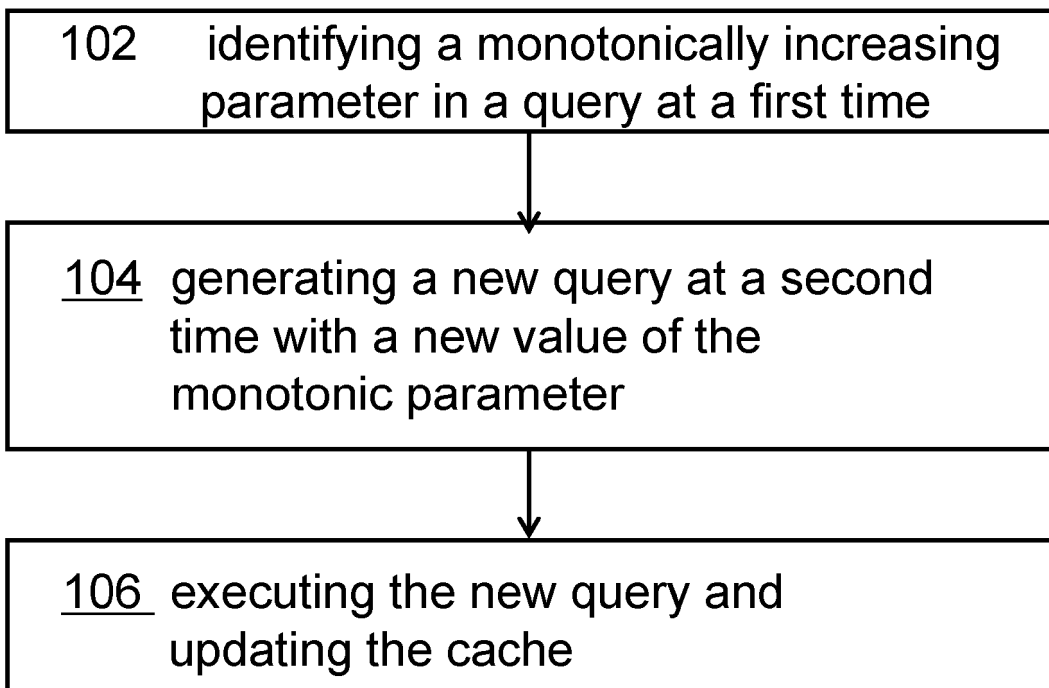 102 identifying a monotonically increasing
parameter in a query at a first time
104 generating a new query at a second
time with a new value of the
monotonic parameter
106 executing the new query and
updating the cache